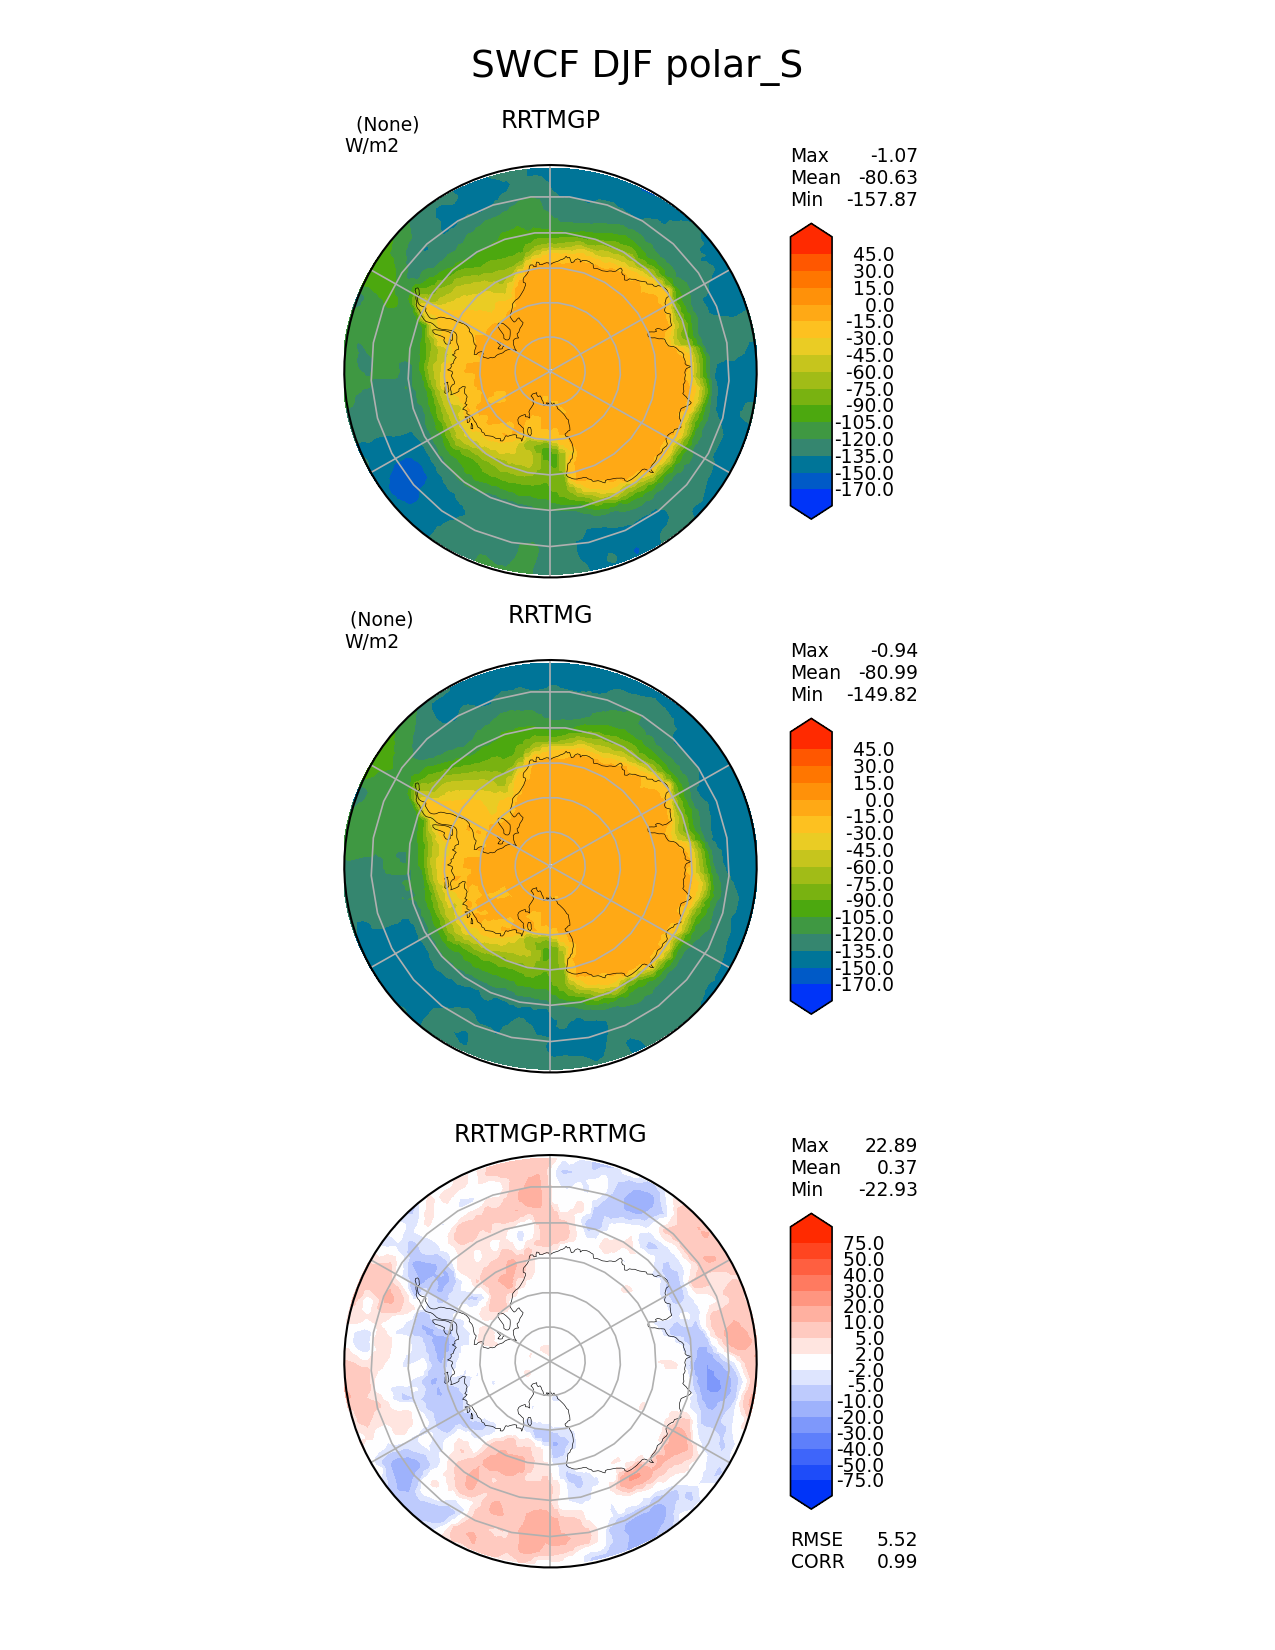 SWCF DJF polar_S
RRTMGP
(None)
W/m2
Max -1.07
Mean -80.63
Min -157.87
45.0
30.0
15.0
0.0
-15.0
-30.0
-45.0
-60.0
-75.0
-90.0
-105.0
-120.0
-135.0
-150.0
-170.0
RRTMG
(None)
W/m2
Max -0.94
Mean -80.99
Min -149.82
45.0
30.0
15.0
0.0
-15.0
-30.0
-45.0
-60.0
-75.0
-90.0
-105.0
-120.0
-135.0
-150.0
-170.0
RRTMGP-RRTMG
Max 22.89
Mean 0.37
Min -22.93
75.0
50.0
40.0
30.0
20.0
10.0
5.0
2.0
-2.0
-5.0
-10.0
-20.0
-30.0
-40.0
-50.0
-75.0
RMSE 5.52
CORR 0.99